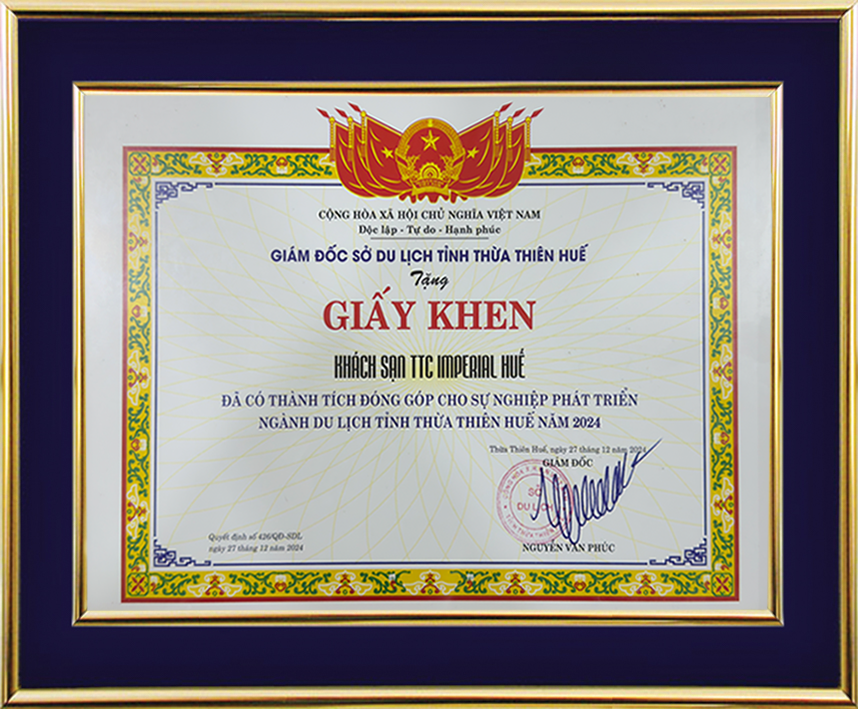 CỘNG HÒA XÃ HỘI CHỦ NGHĨA VIỆT NAM
Độc lập - Tự do - Hạnh phúc
GIÁM ĐỐC SỞ DU LỊCH TỈNH THỪA THIÊN HUẾ
Tặng
GIẤY KHEN
KHÁCH SẠN TTC IMPERIAL HUẾ
ĐÃ CÓ THÀNH TÍCH ĐÓNG GÓP CHO SỰ NGHIỆP PHÁT TRIỂN
NGÀNH DU LỊCH TỈNH THỪA THIÊN HUẾ NĂM 2024
Thừa Thiên Huế, ngày 27 tháng 12 năm 2024
GIÁM ĐỐC
SỞ
DU LỊCH
NGUYỄN VĂN PHÚC
Quyết định số 426/QĐ-SDL
ngày 27 tháng 12 năm 2024